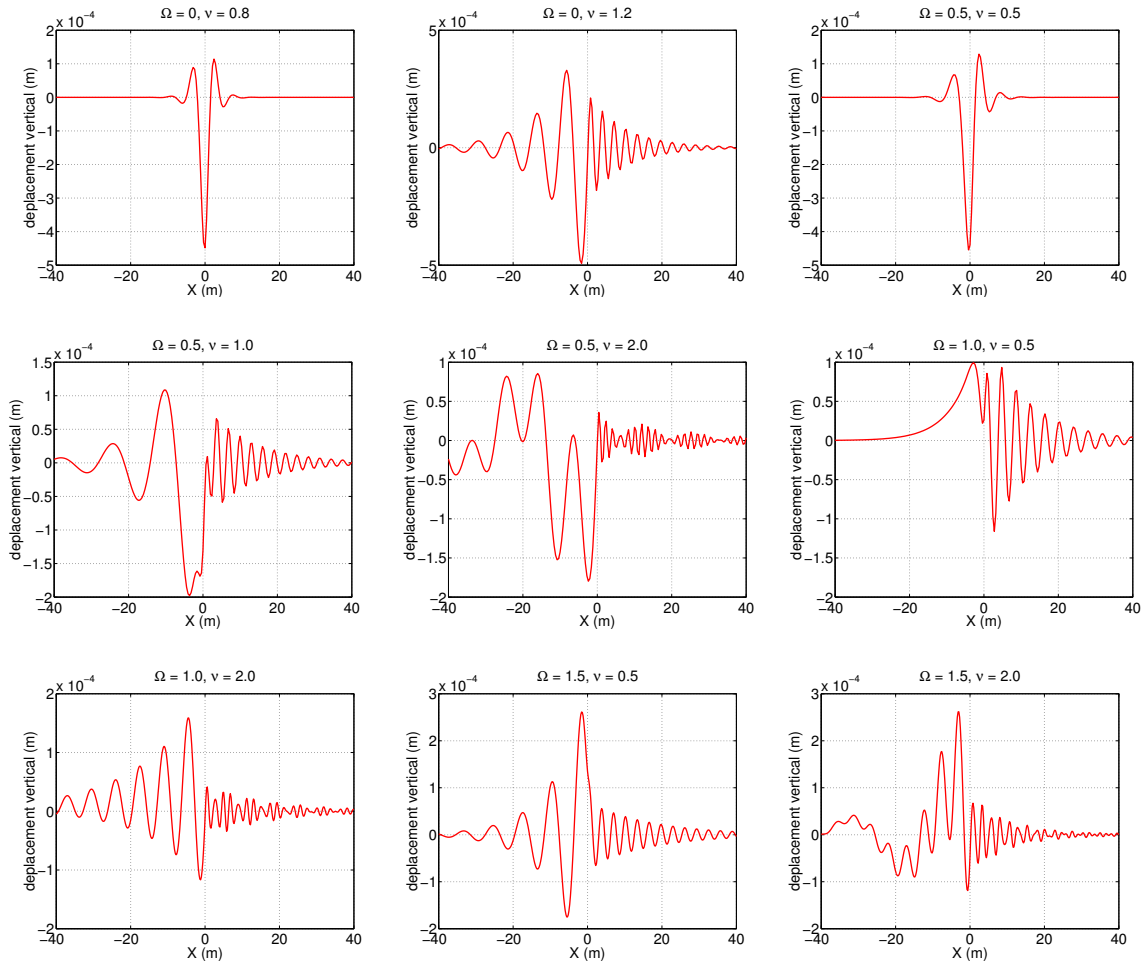 Ω = 0, ν = 0.8
x 10⁻⁴
2
1
0
−1
−2
−3
−4
−5
−40 −20 0 20 40
X (m)
deplacement vertical (m)
Ω = 0, ν = 1.2
x 10⁻⁴
5
0
−5
−40 −20 0 20 40
X (m)
deplacement vertical (m)
Ω = 0.5, ν = 0.5
x 10⁻⁴
2
1
0
−1
−2
−3
−4
−5
−40 −20 0 20 40
X (m)
deplacement vertical (m)
Ω = 0.5, ν = 1.0
x 10⁻⁴
1.5
1
0.5
0
−0.5
−1
−1.5
−2
−40 −20 0 20 40
X (m)
deplacement vertical (m)
Ω = 0.5, ν = 2.0
x 10⁻⁴
1
0.5
0
−0.5
−1
−1.5
−2
−40 −20 0 20 40
X (m)
deplacement vertical (m)
Ω = 1.0, ν = 0.5
x 10⁻⁴
1
0.5
0
−0.5
−1
−1.5
−2
−40 −20 0 20 40
X (m)
deplacement vertical (m)
Ω = 1.0, ν = 2.0
x 10⁻⁴
2
1
0
−1
−2
−40 −20 0 20 40
X (m)
deplacement vertical (m)
Ω = 1.5, ν = 0.5
x 10⁻⁴
3
2
1
0
−1
−2
−40 −20 0 20 40
X (m)
deplacement vertical (m)
Ω = 1.5, ν = 2.0
x 10⁻⁴
3
2
1
0
−1
−2
−40 −20 0 20 40
X (m)
deplacement vertical (m)